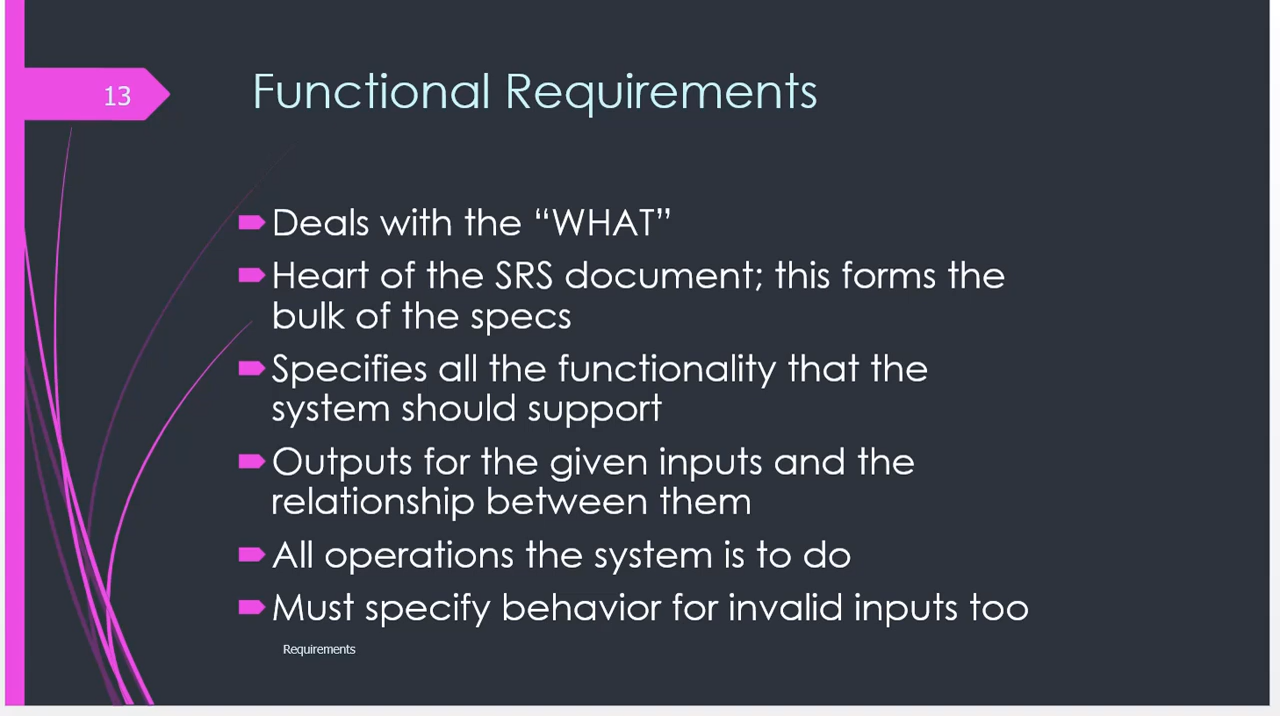 13
Functional Requirements
Deals with the “WHAT”
Heart of the SRS document; this forms the
bulk of the specs
Specifies all the functionality that the
system should support
Outputs for the given inputs and the
relationship between them
All operations the system is to do
Must specify behavior for invalid inputs too
Requirements